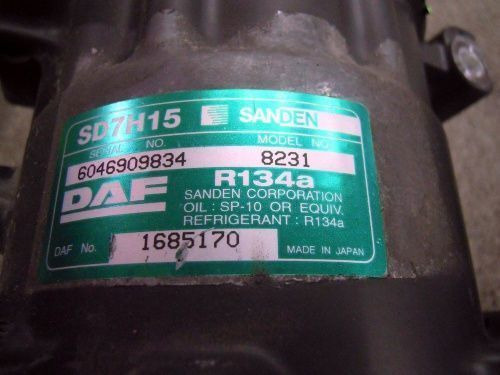 SD7H15 SANDEN
SERIAL NO. MODEL NO.
6046909834 8231
DAF R134a
SANDEN CORPORATION
OIL : SP-10 OR EQUIV.
REFRIGERANT : R134a
DAF No. 1685170 MADE IN JAPAN